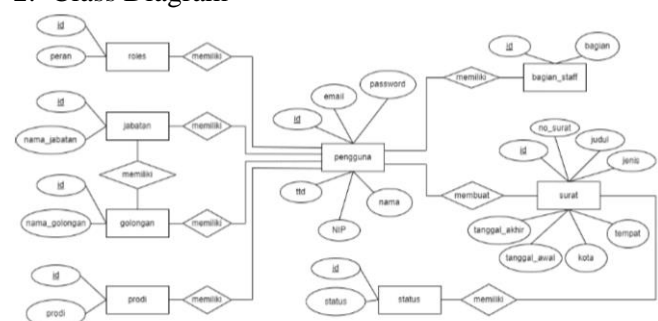 2. Class Diagram
id
peran
roles
memiliki
id
nama_jabatan
jabatan
memiliki
memiliki
id
nama_golongan
golongan
memiliki
id
prodi
prodi
memiliki
id
email
password
pengguna
ttd
nama
NIP
memiliki
id
bagian
bagian_staff
membuat
id
no_surat
judul
jenis
surat
tanggal_akhir
tanggal_awal
kota
tempat
id
status
status
memiliki